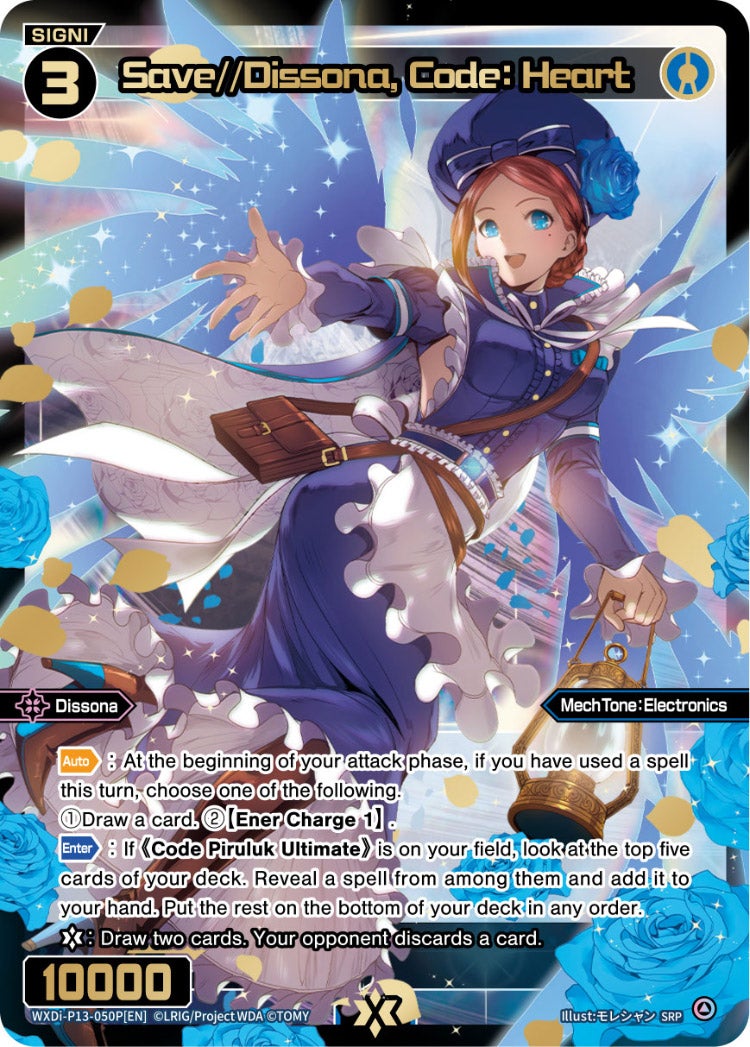 SIGNI
3
Save//Dissona, Code: Heart
Dissona
MechTone:Electronics
Auto : At the beginning of your attack phase, if you have used a spell
this turn, choose one of the following.
①Draw a card. ②【Ener Charge 1】.
Enter : If 《Code Piruluk Ultimate》 is on your field, look at the top five
cards of your deck. Reveal a spell from among them and add it to
your hand. Put the rest on the bottom of your deck in any order.
: Draw two cards. Your opponent discards a card.
10000
WXDi-P13-050P[EN] ©LRIG/Project WDA ©TOMY
Illust:モレシャン SRP